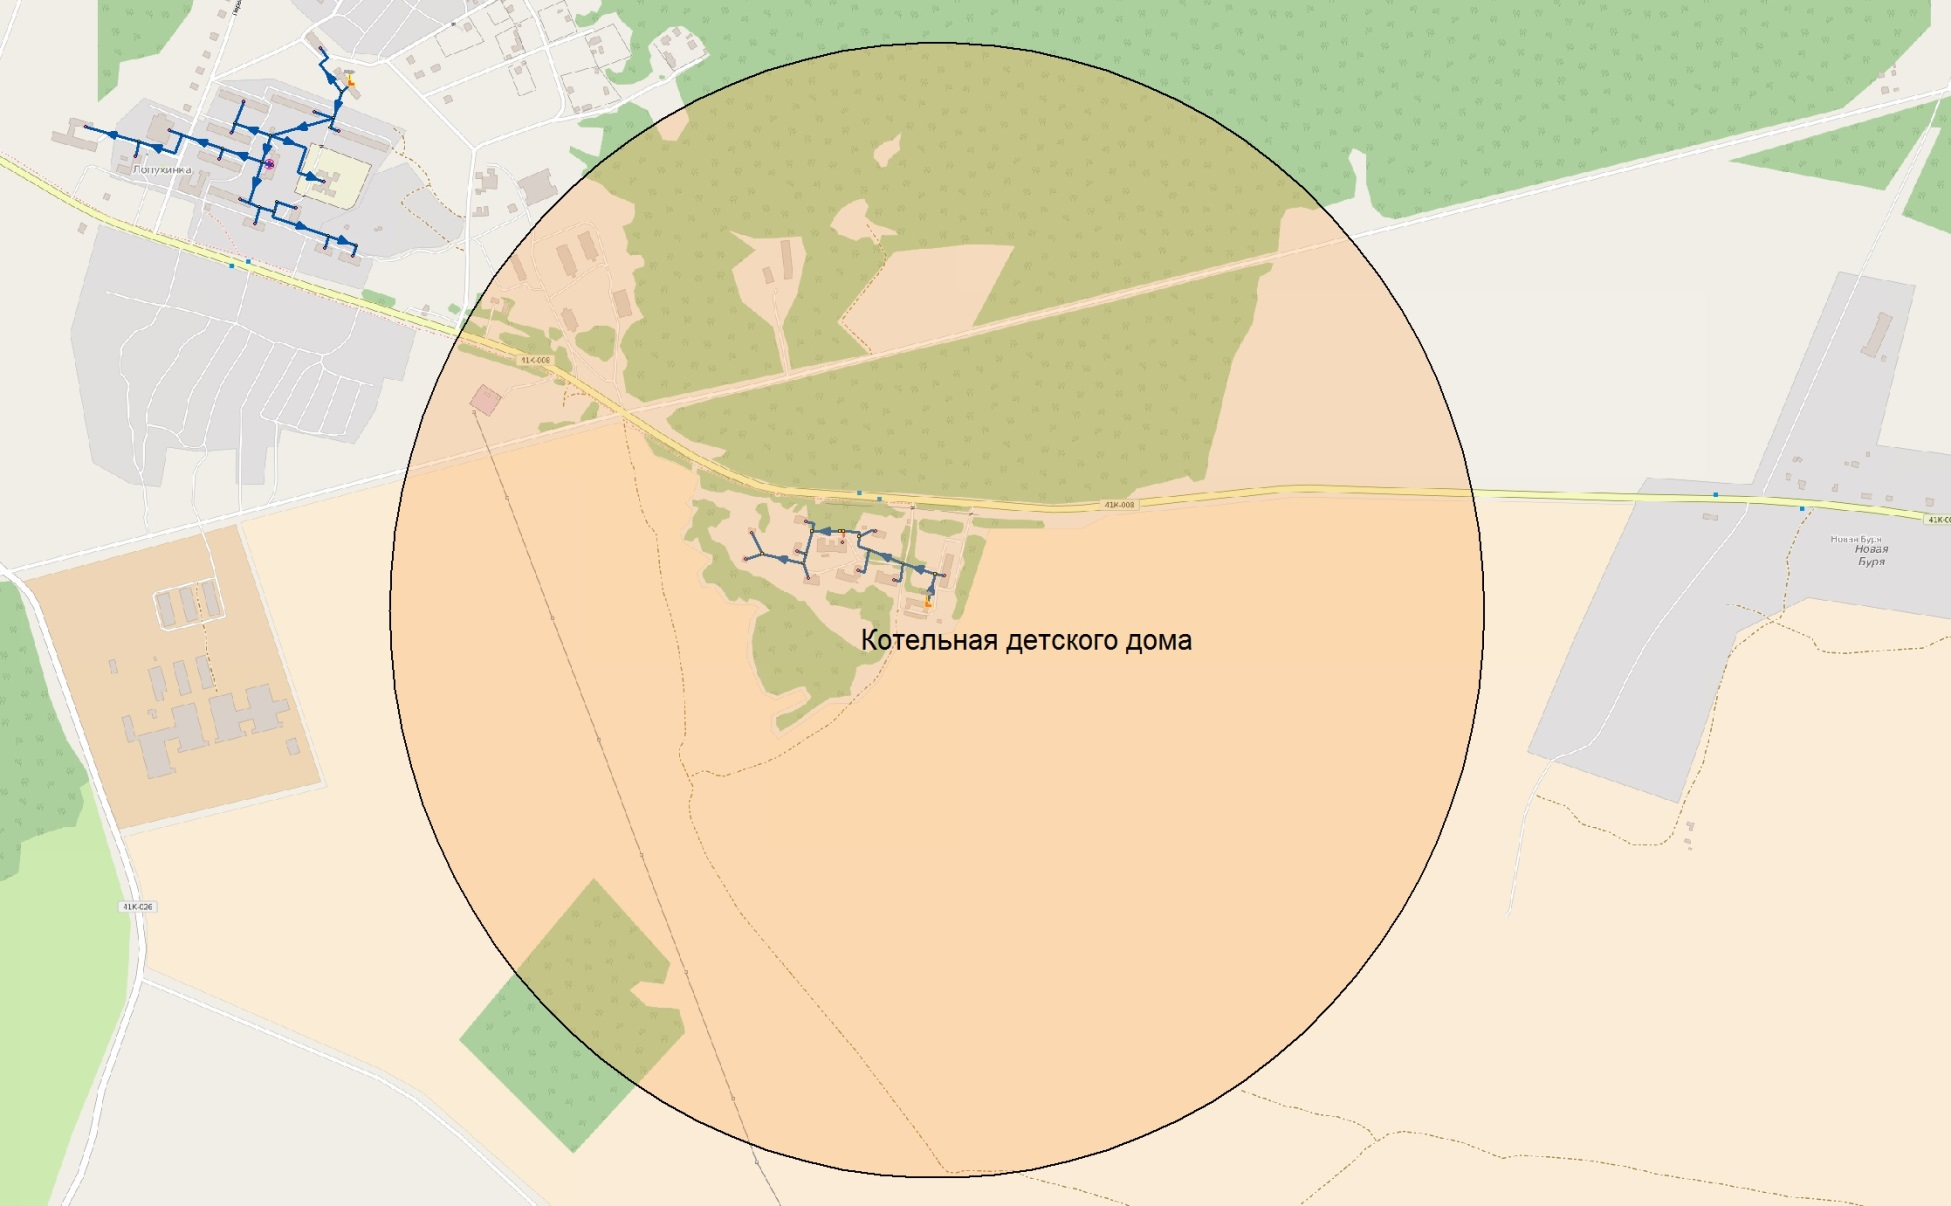 Лопухинка
41К-008
41К-008
Новая Буря
Новая
Буря
Котельная детского дома
41К-026